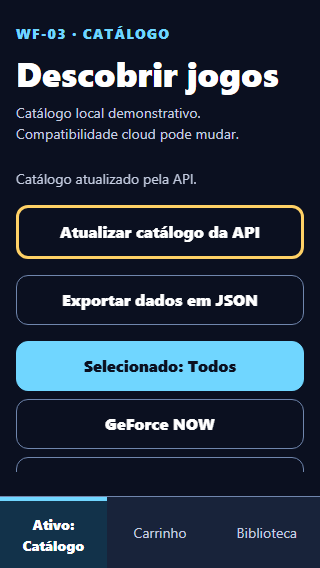 WF-03 · CATÁLOGO
Descobrir jogos
Catálogo local demonstrativo.
Compatibilidade cloud pode mudar.
Catálogo atualizado pela API.
Atualizar catálogo da API
Exportar dados em JSON
Selecionado: Todos
GeForce NOW
Ativo:
Catálogo
Carrinho
Biblioteca